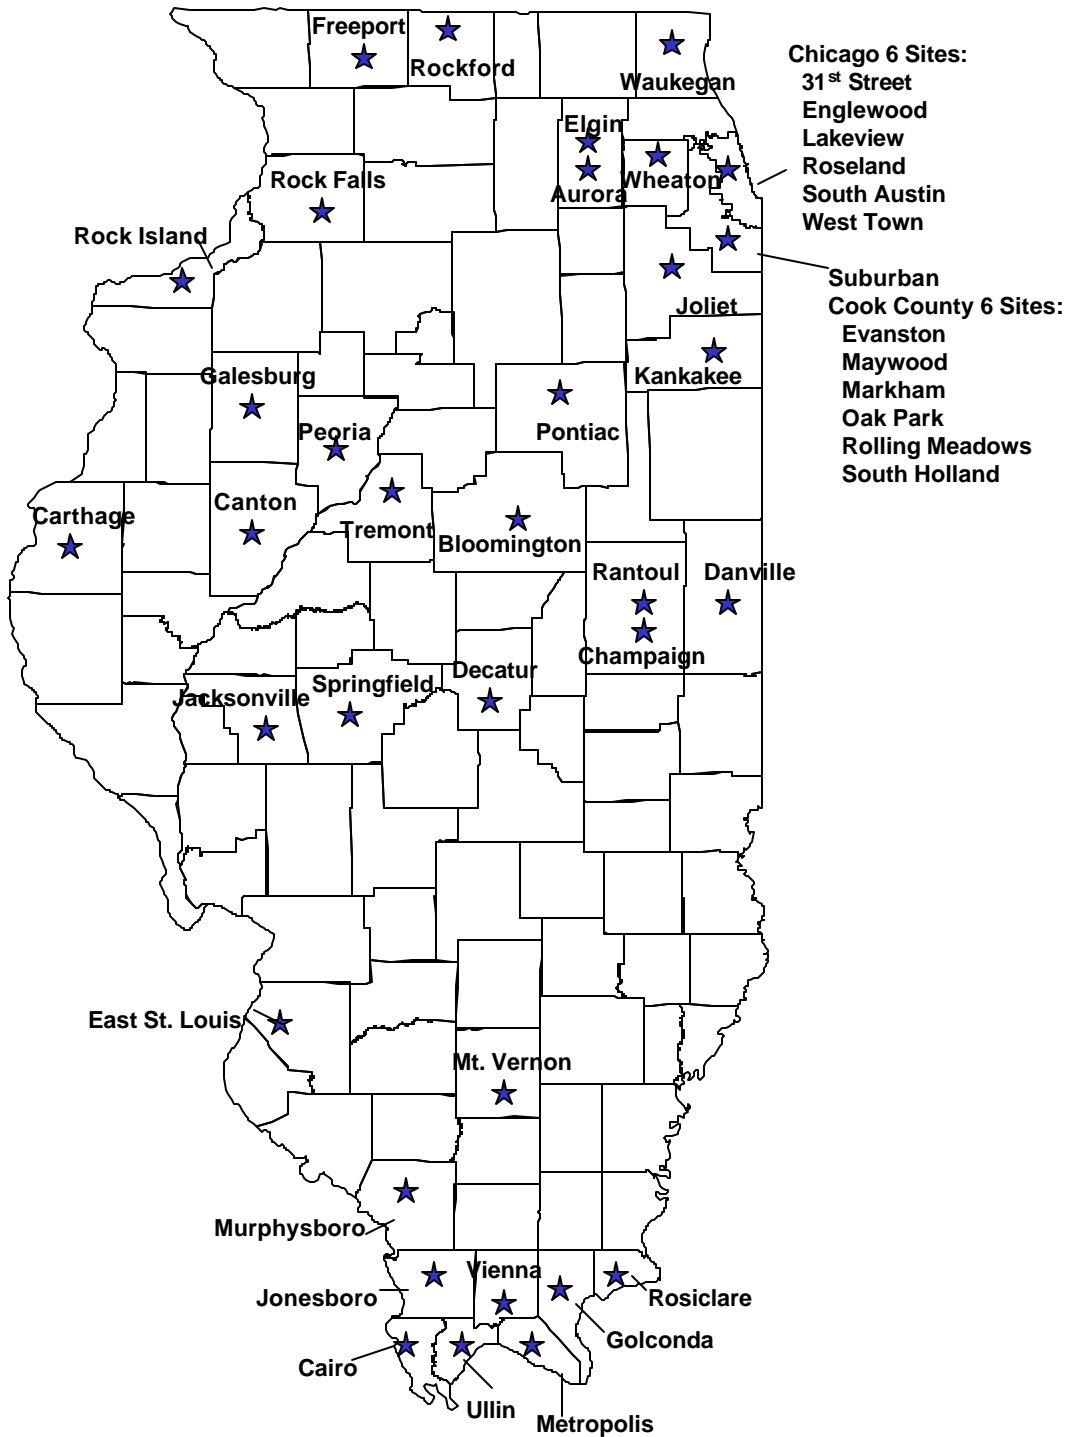 Freeport
Rockford
Waukegan
Chicago 6 Sites:
31st Street
Englewood
Lakeview
Roseland
South Austin
West Town
Elgin
Aurora
Wheaton
Rock Falls
Rock Island
Suburban
Cook County 6 Sites:
Evanston
Maywood
Markham
Oak Park
Rolling Meadows
South Holland
Joliet
Kankakee
Galesburg
Peoria
Pontiac
Carthage
Canton
Tremont
Bloomington
Rantoul
Danville
Champaign
Decatur
Springfield
Jacksonville
East St. Louis
Mt. Vernon
Murphysboro
Vienna
Jonesboro
Rosiclare
Golconda
Cairo
Ullin
Metropolis